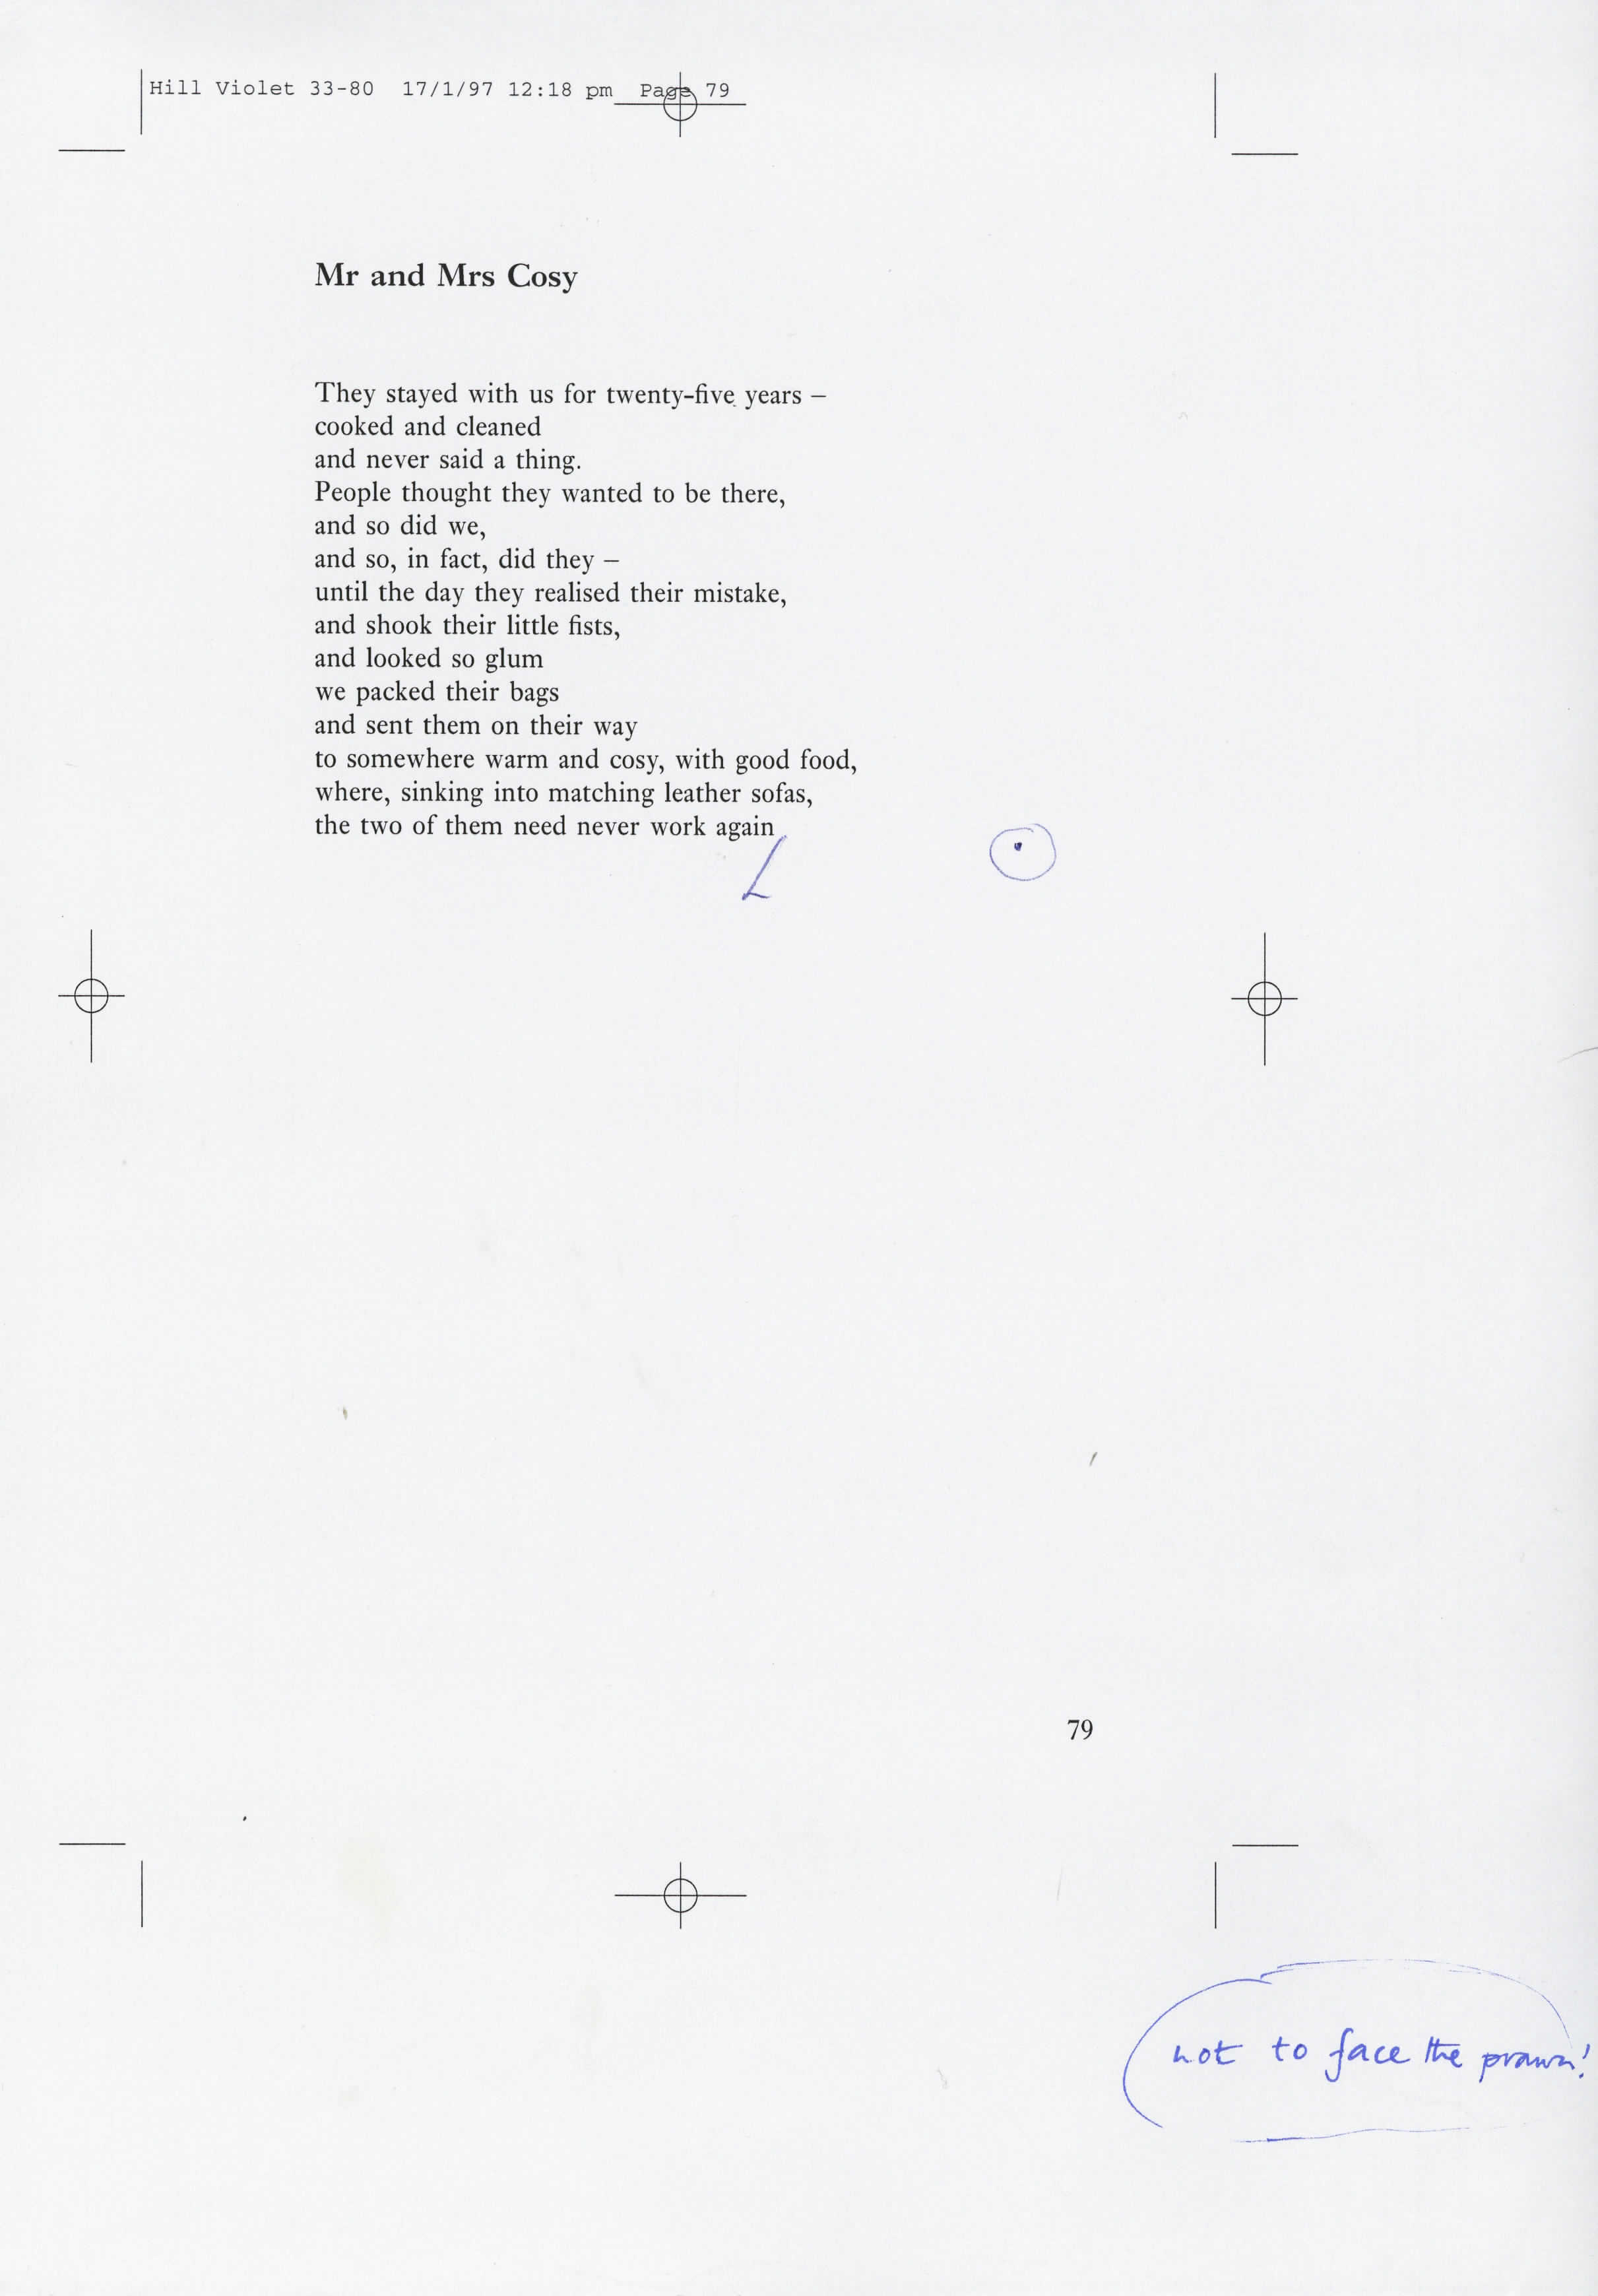 Hill Violet 33-80 17/1/97 12:18 pm Page 79
Mr and Mrs Cosy
They stayed with us for twenty-five years –
cooked and cleaned
and never said a thing.
People thought they wanted to be there,
and so did we,
and so, in fact, did they –
until the day they realised their mistake,
and shook their little fists,
and looked so glum
we packed their bags
and sent them on their way
to somewhere warm and cosy, with good food,
where, sinking into matching leather sofas,
the two of them need never work again
79
not to face the prawn!